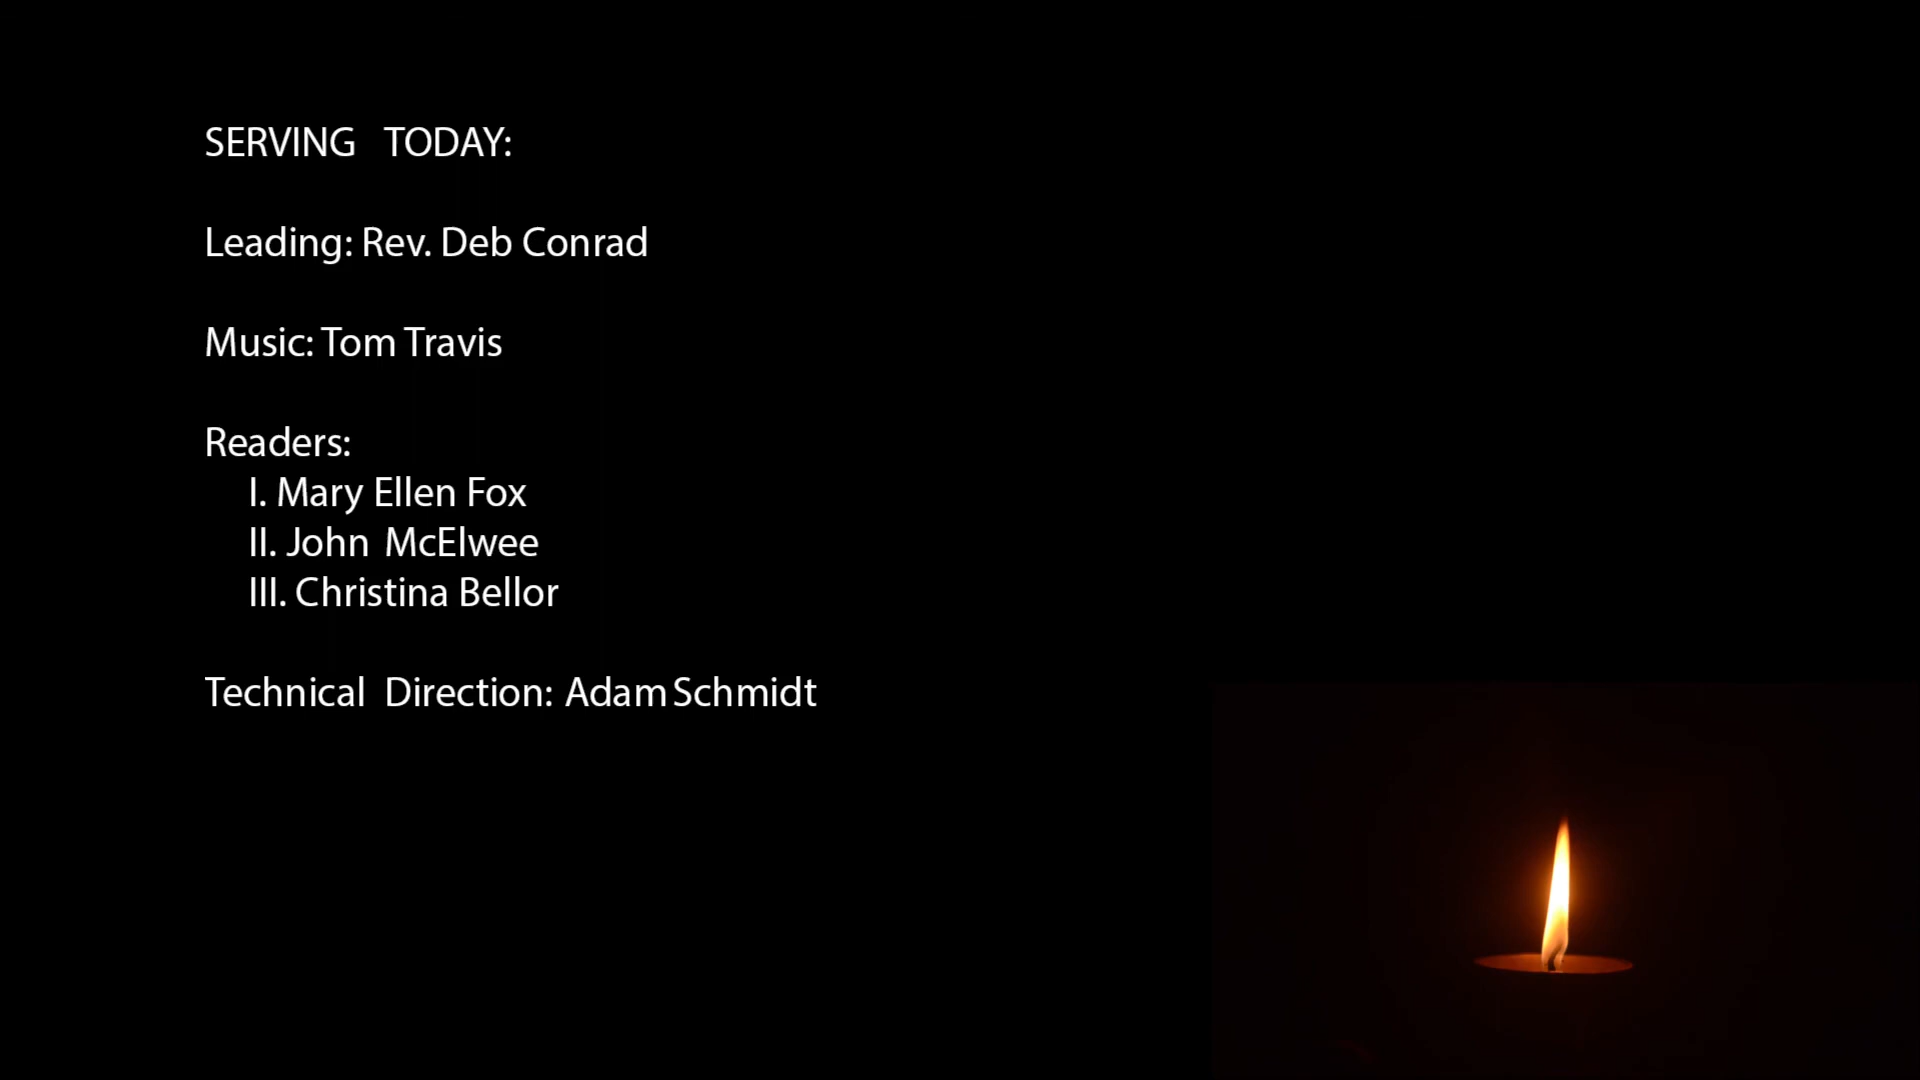 SERVING TODAY:
Leading: Rev. Deb Conrad
Music: Tom Travis
Readers:
I. Mary Ellen Fox
II. John McElwee
III. Christina Bellor
Technical Direction: Adam Schmidt